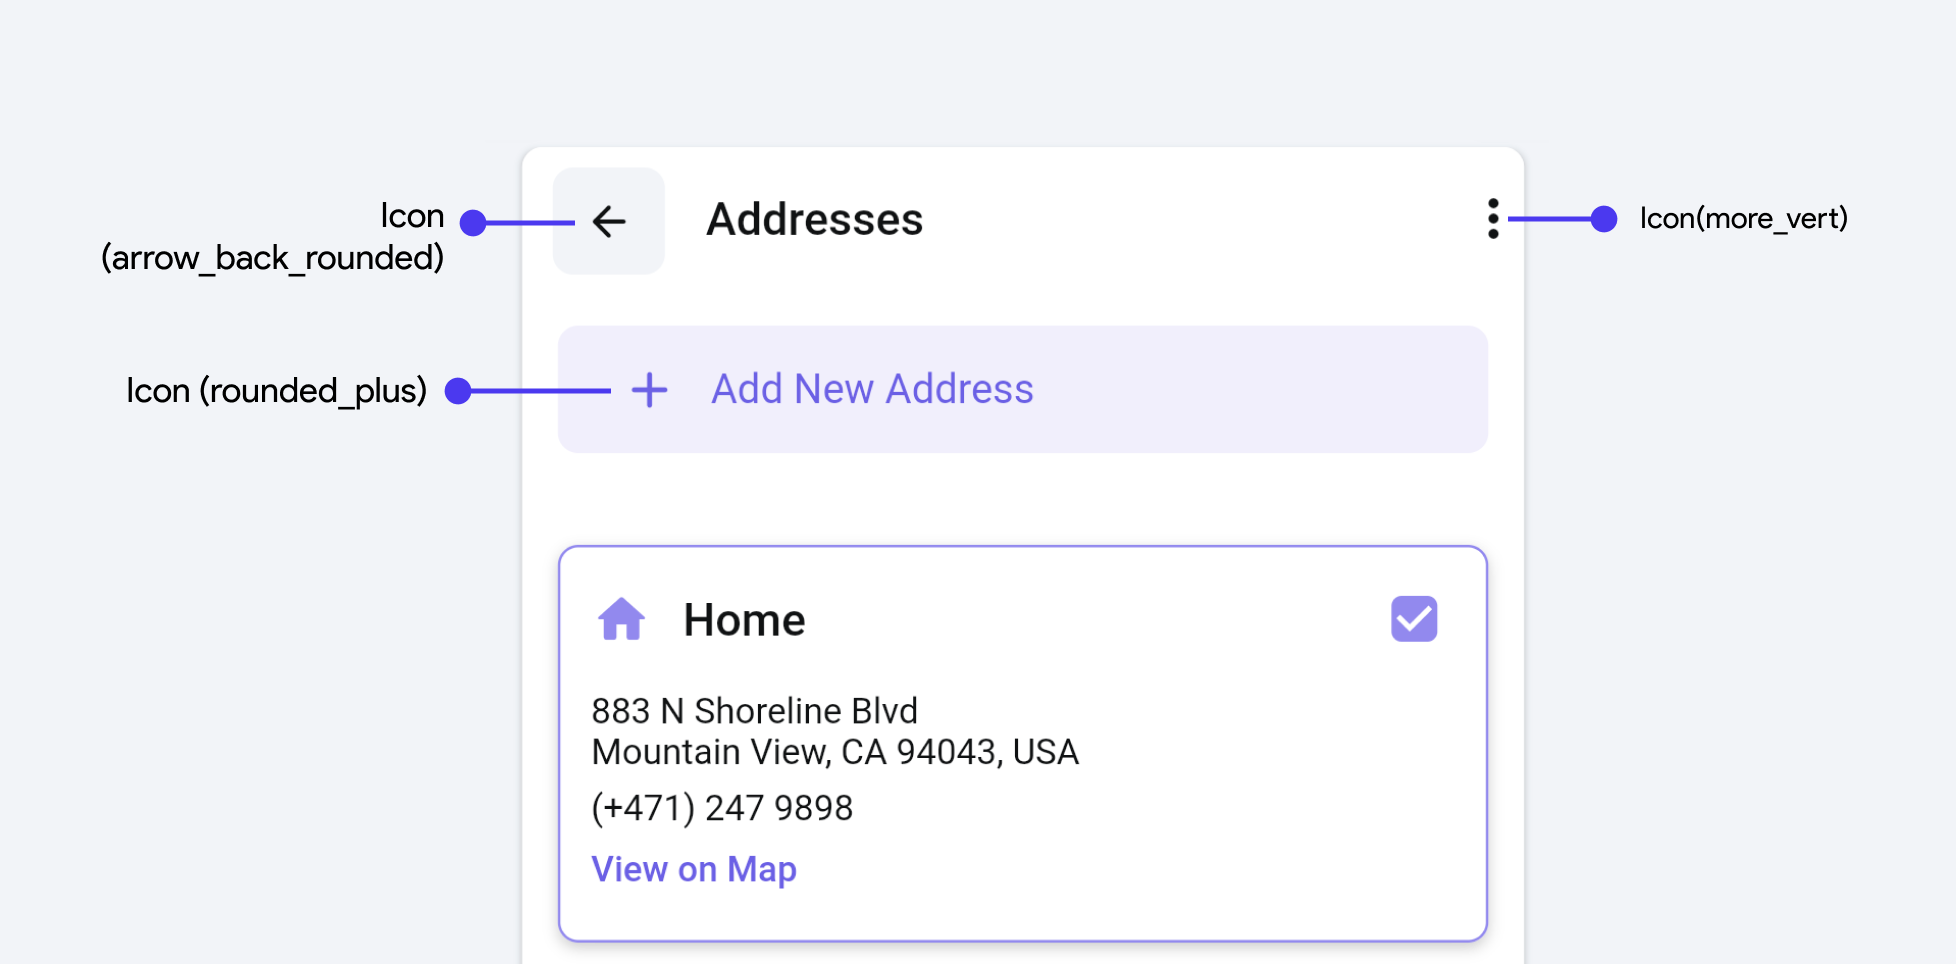 Icon
(arrow_back_rounded)
Addresses
Icon(more_vert)
Icon (rounded_plus)
Add New Address
Home
883 N Shoreline Blvd
Mountain View, CA 94043, USA
(+471) 247 9898
View on Map